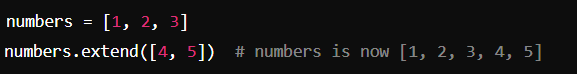 numbers = [1, 2, 3]
numbers.extend([4, 5])  # numbers is now [1, 2, 3, 4, 5]